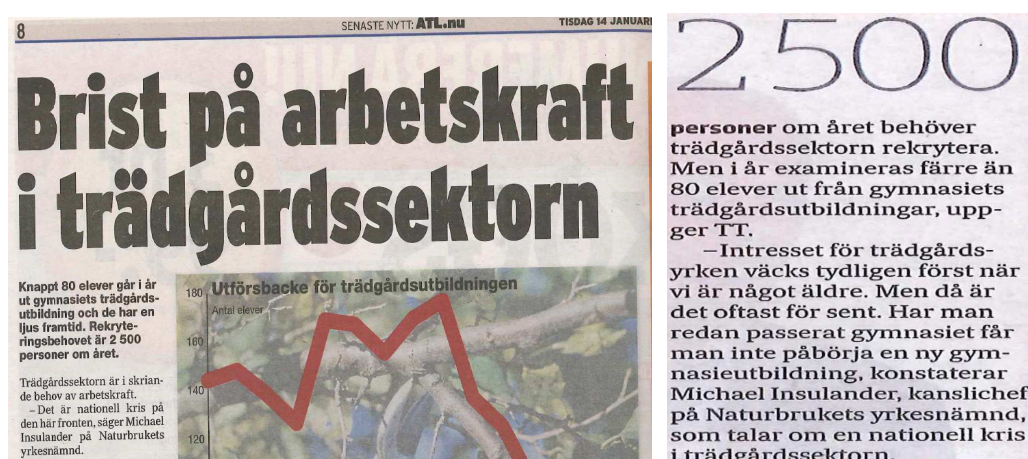 8
SENASTE NYTT: ATL.nu
TISDAG 14 JANUARI
Brist på arbetskraft
i trädgårdssektorn
Knappt 80 elever går i år
ut gymnasiets trädgårds-
utbildning och de har en
ljus framtid. Rekryte-
ringsbehovet är 2 500
personer om året.
Trädgårdssektorn är i skrian-
de behov av arbetskraft.
– Det är nationell kris på
den här fronten, säger Michael
Insulander på Naturbrukets
yrkesnämnd.
Utförsbacke för trädgårdsutbildningen
Antal elever
180
160
140
120
2500
personer om året behöver
trädgårdssektorn rekrytera.
Men i år examineras färre än
80 elever ut från gymnasiets
trädgårdsutbildningar, upp-
ger TT.
–Intresset för trädgårds-
yrken väcks tydligen först när
vi är något äldre. Men då är
det oftast för sent. Har man
redan passerat gymnasiet får
man inte påbörja en ny gym-
nasieutbildning, konstaterar
Michael Insulander, kanslichef
på Naturbrukets yrkesnämnd,
som talar om en nationell kris
i trädgårdssektorn.